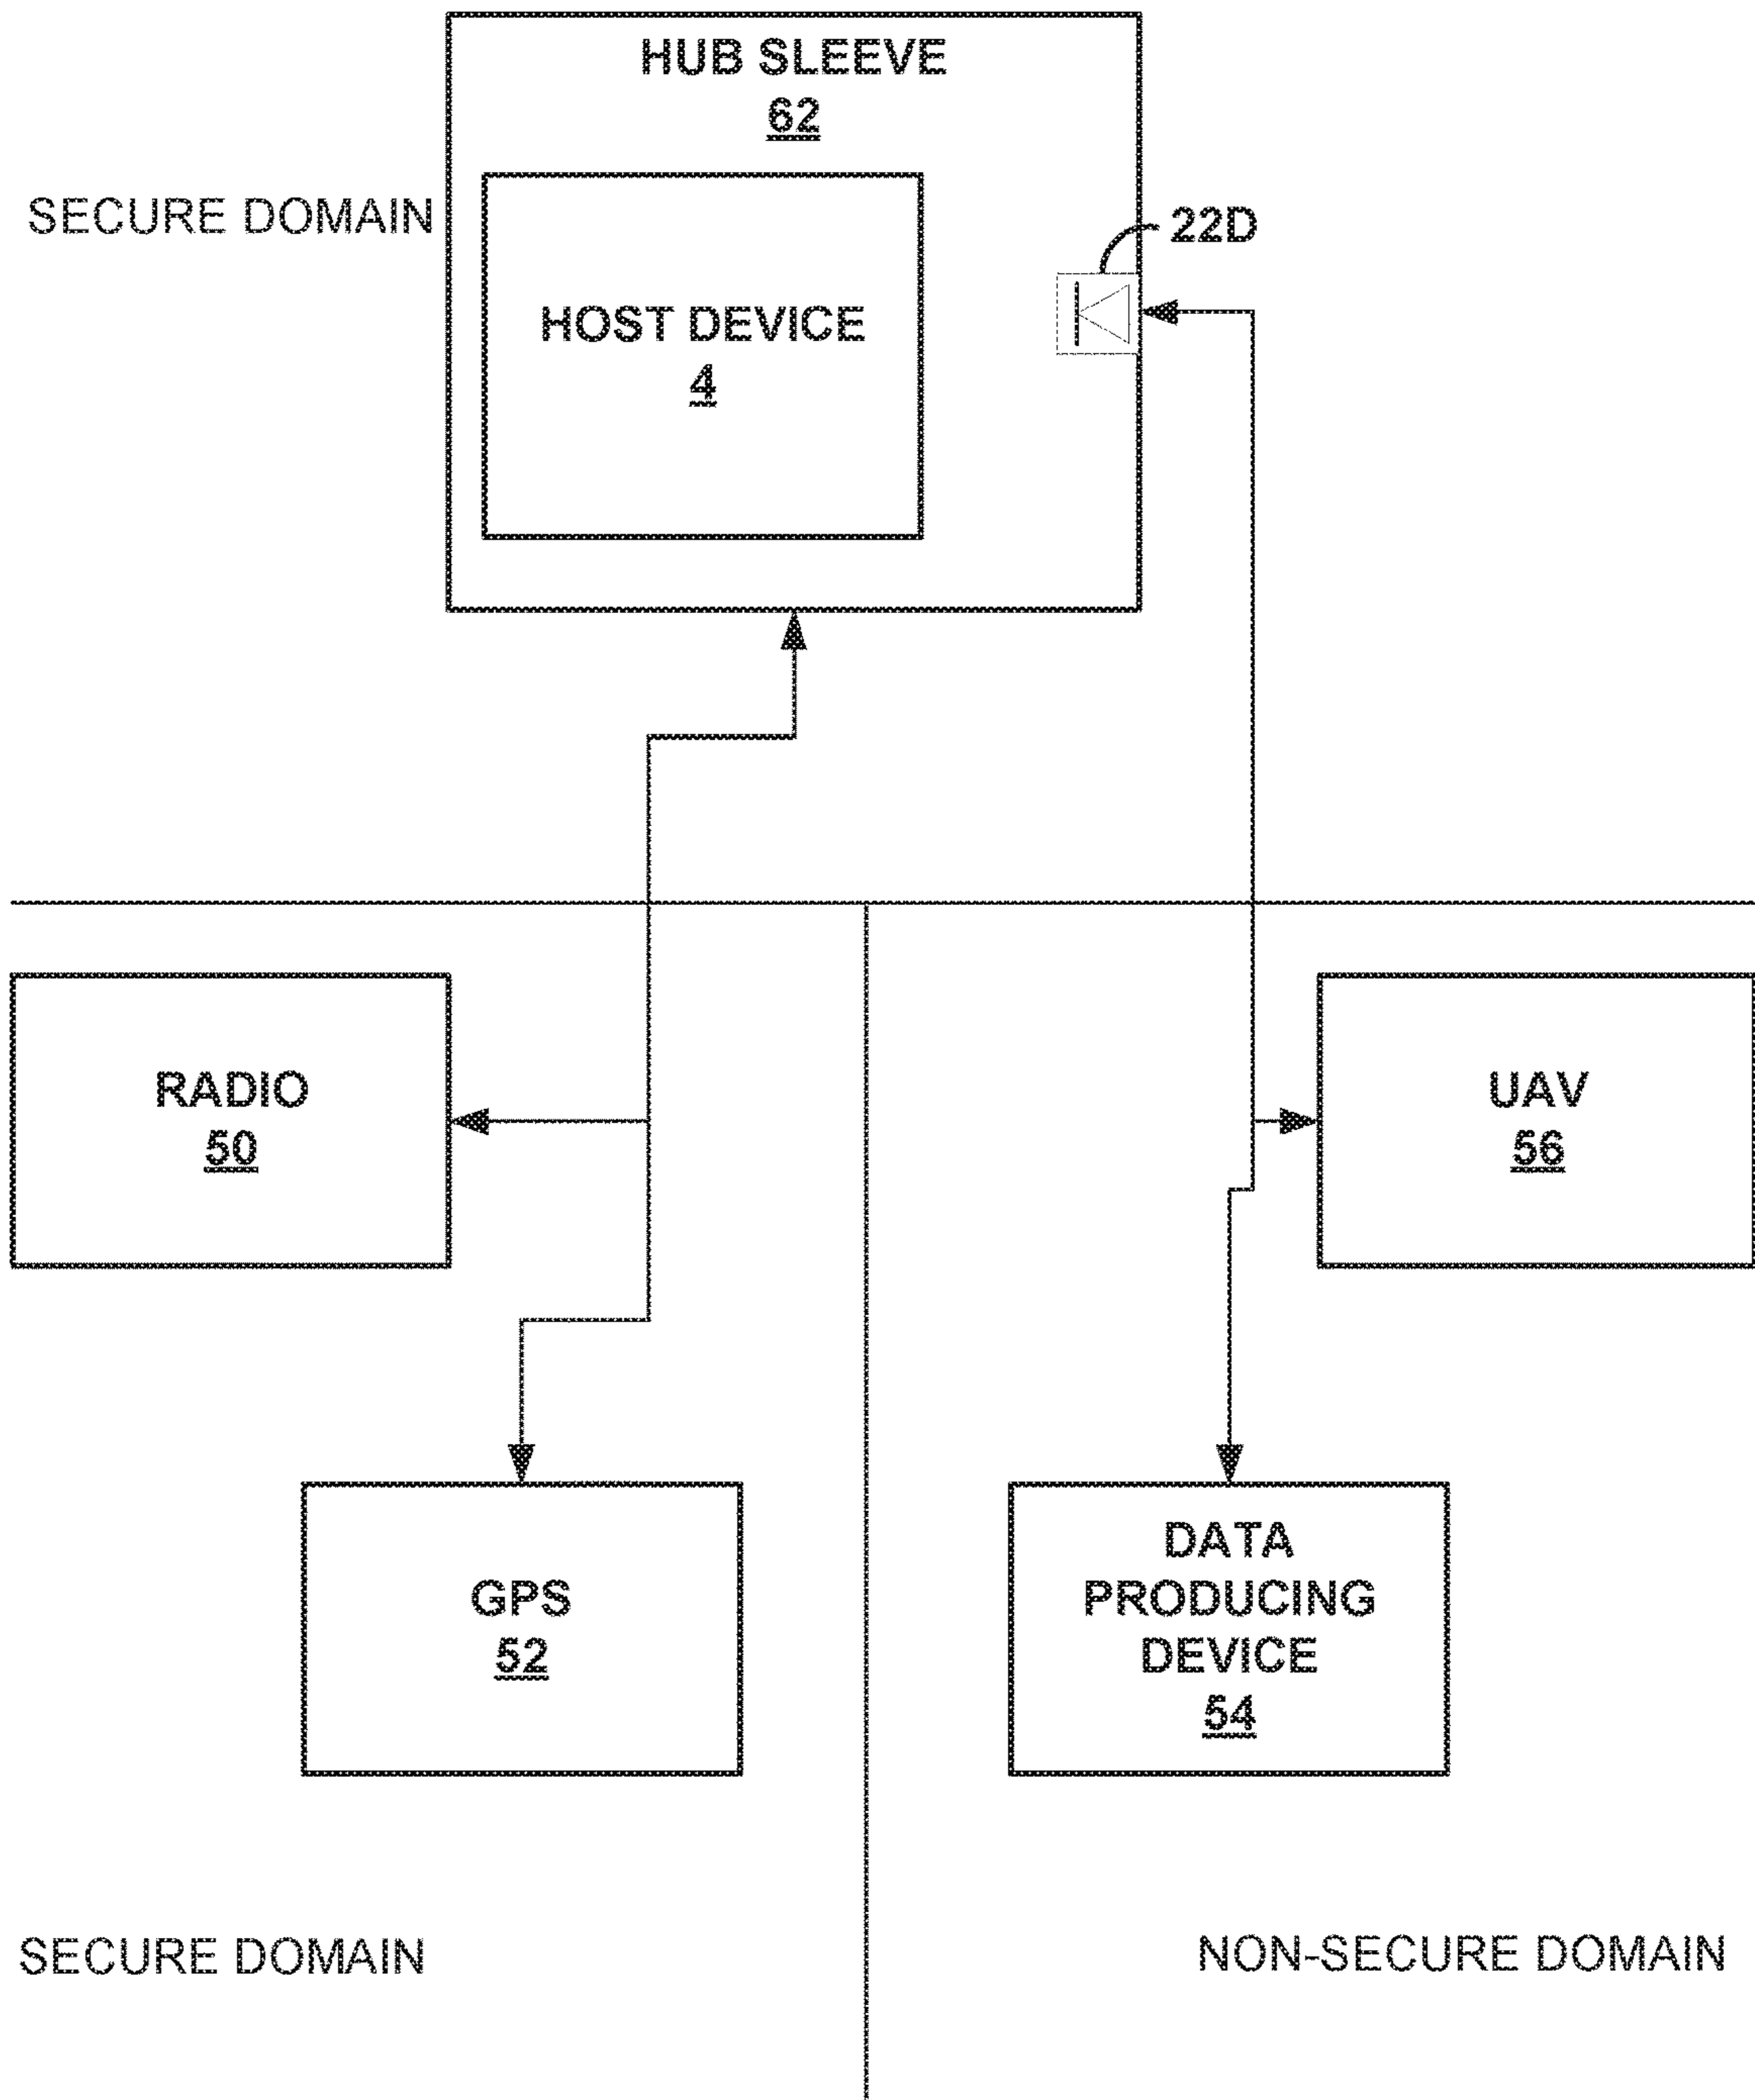 HUB SLEEVE
62
SECURE DOMAIN
22D
HOST DEVICE
4
RADIO
50
UAV
56
GPS
52
DATA
PRODUCING
DEVICE
54
SECURE DOMAIN
NON-SECURE DOMAIN